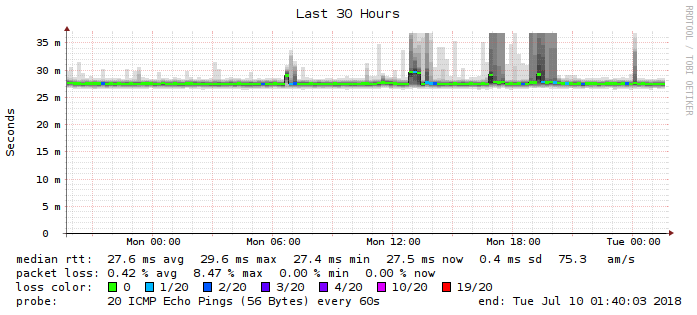 Last 30 Hours
RRDTOOL / TOBI OETIKER
Seconds
35 m
30 m
25 m
20 m
15 m
10 m
5 m
0
Mon 00:00 Mon 06:00 Mon 12:00 Mon 18:00 Tue 00:00
median rtt: 27.6 ms avg 29.6 ms max 27.4 ms min 27.5 ms now 0.4 ms sd 75.3 am/s
packet loss: 0.42 % avg 8.47 % max 0.00 % min 0.00 % now
loss color: 0 1/20 2/20 3/20 4/20 10/20 19/20
probe: 20 ICMP Echo Pings (56 Bytes) every 60s end: Tue Jul 10 01:40:03 2018